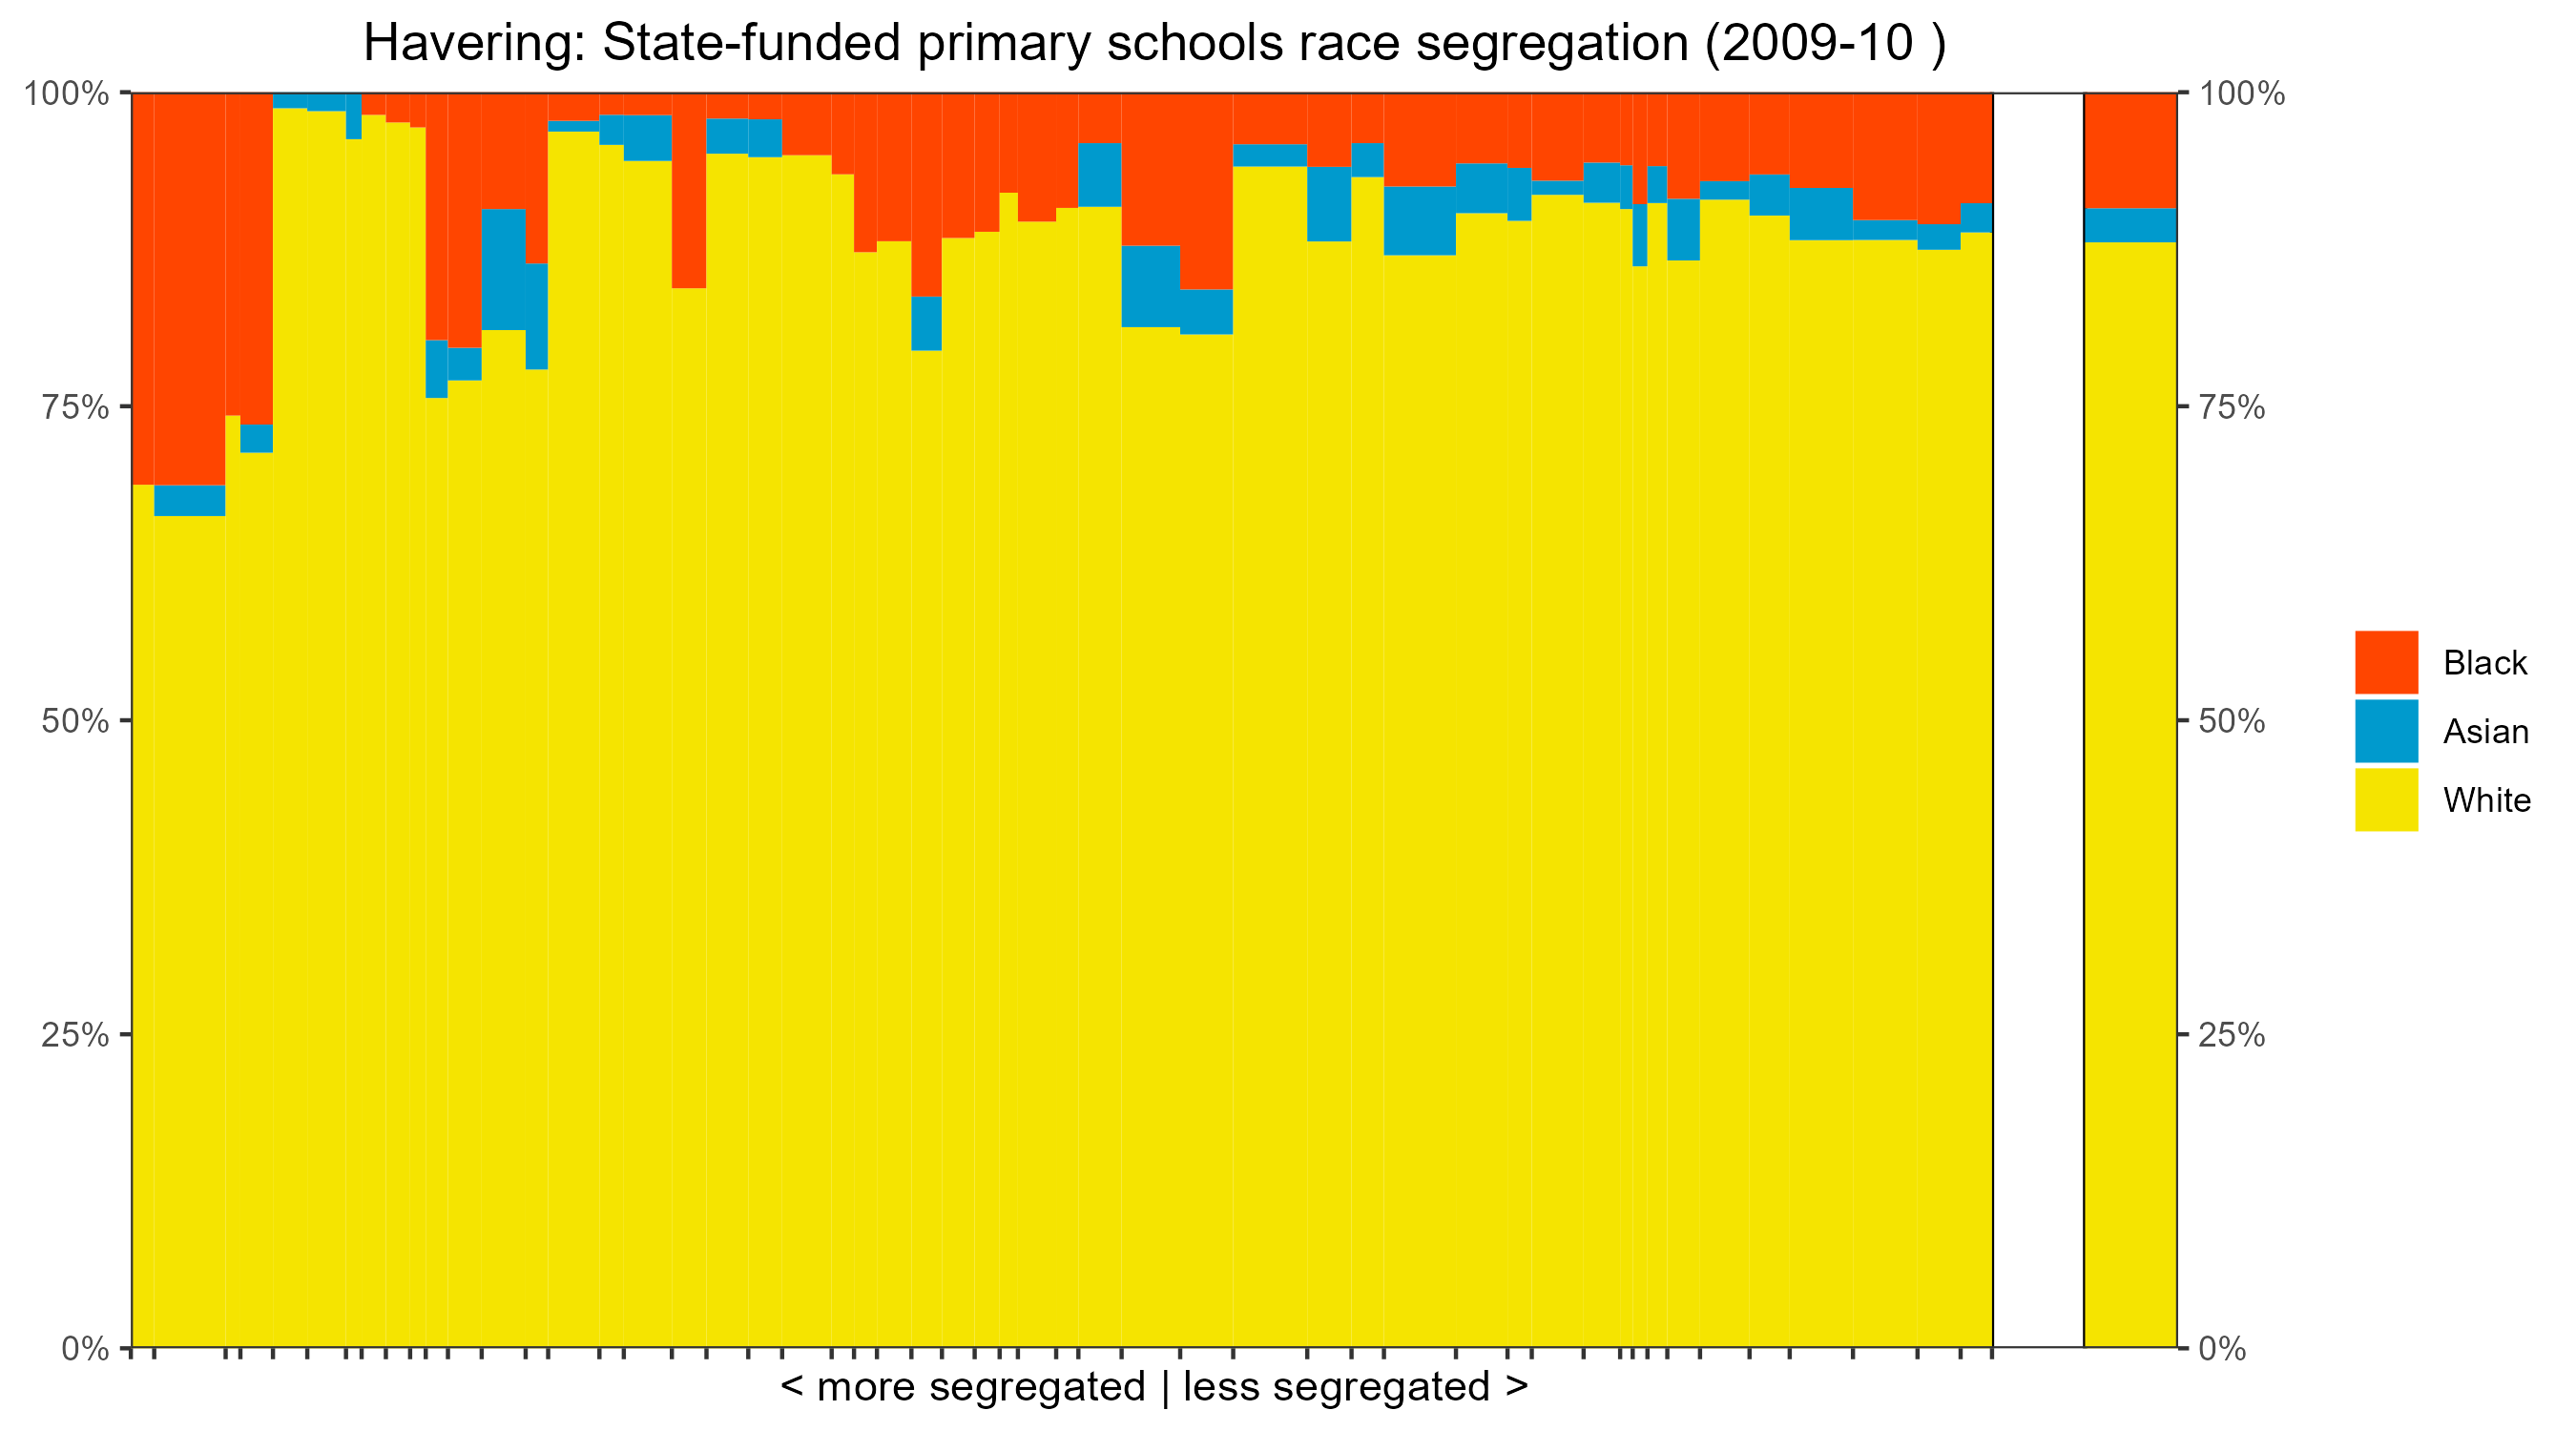 Havering: State-funded primary schools race segregation (2009-10 )
100%
75%
50%
25%
0%
100%
75%
50%
25%
0%
Black
Asian
White
< more segregated | less segregated >